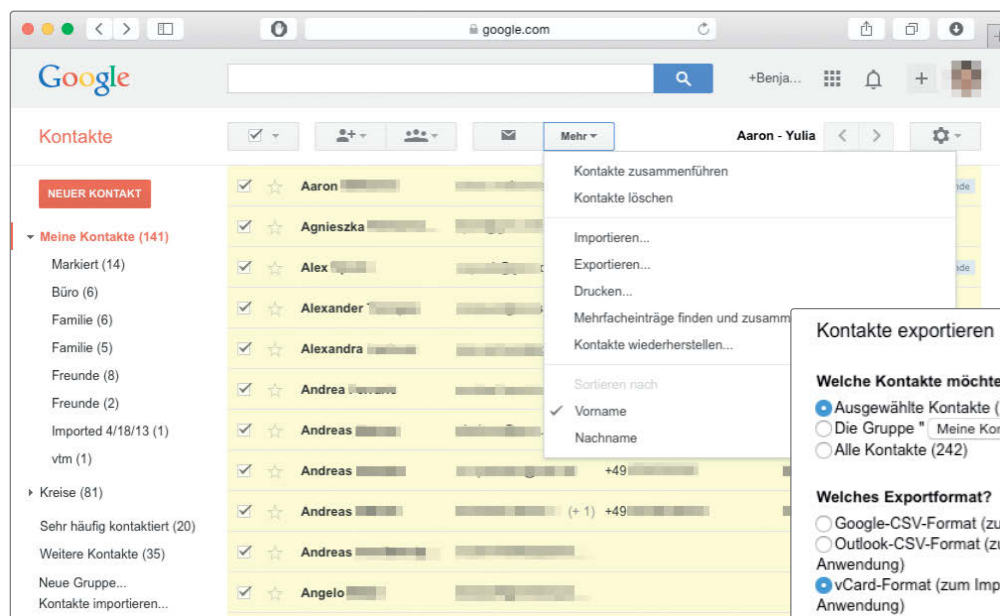 google.com
Google
+Benja...
Kontakte
Mehr
Aaron - Yulia
NEUER KONTAKT
Meine Kontakte (141)
Markiert (14)
Büro (6)
Familie (6)
Familie (5)
Freunde (8)
Freunde (2)
Imported 4/18/13 (1)
vtm (1)
Kreise (81)
Sehr häufig kontaktiert (20)
Weitere Kontakte (35)
Neue Gruppe...
Kontakte importieren...
Aaron
Agnieszka
Alex
Alexander
Alexandra
Andrea
Andreas
Andreas +49
Andreas (+ 1) +49
Andreas
Angelo
Kontakte zusammenführen
Kontakte löschen
Importieren...
Exportieren...
Drucken...
Mehrfacheinträge finden und zusamm
Kontakte wiederherstellen...
Sortieren nach
Vorname
Nachname
nde
nde
Kontakte exportieren
Welche Kontakte möchte
Ausgewählte Kontakte (
Die Gruppe " Meine Kon
Alle Kontakte (242)
Welches Exportformat?
Google-CSV-Format (zu
Outlook-CSV-Format (zu
Anwendung)
vCard-Format (zum Imp
Anwendung)